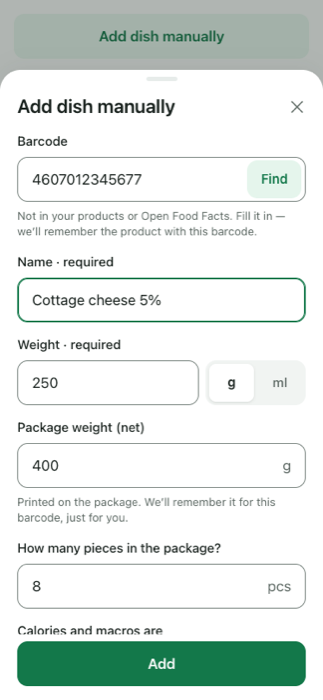 Add dish manually
Add dish manually
Barcode
4607012345677
Find
Not in your products or Open Food Facts. Fill it in —
we'll remember the product with this barcode.
Name · required
Cottage cheese 5%
Weight · required
250
g
ml
Package weight (net)
400
g
Printed on the package. We'll remember it for this
barcode, just for you.
How many pieces in the package?
8
pcs
Calories and macros are
Add